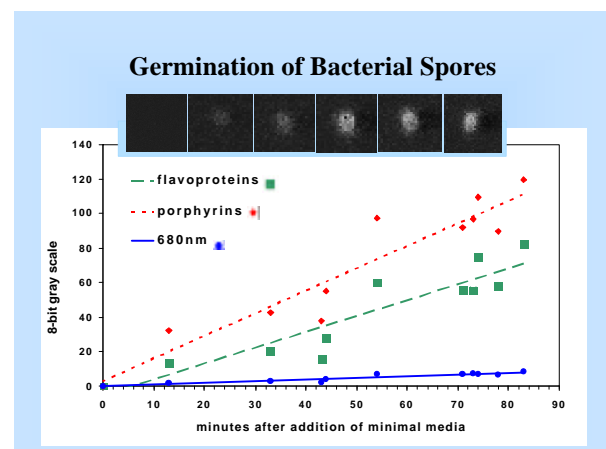 Germination of Bacterial Spores
140
120
100
80
60
40
20
0
8-bit gray scale
flavoproteins
porphyrins
680nm
0 10 20 30 40 50 60 70 80 90
minutes after addition of minimal media